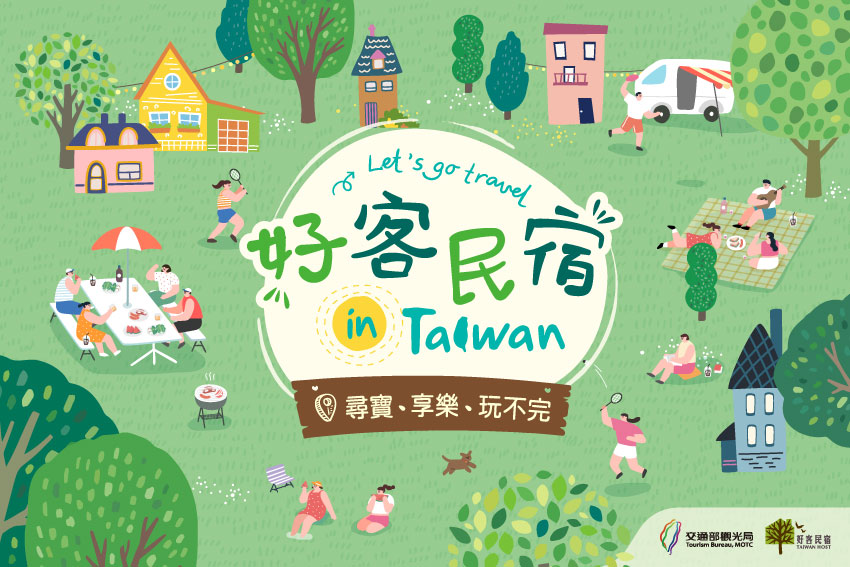 Let's go travel
好客民宿
in Taiwan
尋寶、享樂、玩不完
交通部觀光局
Tourism Bureau, MOTC
好客民宿
TAIWAN HOST